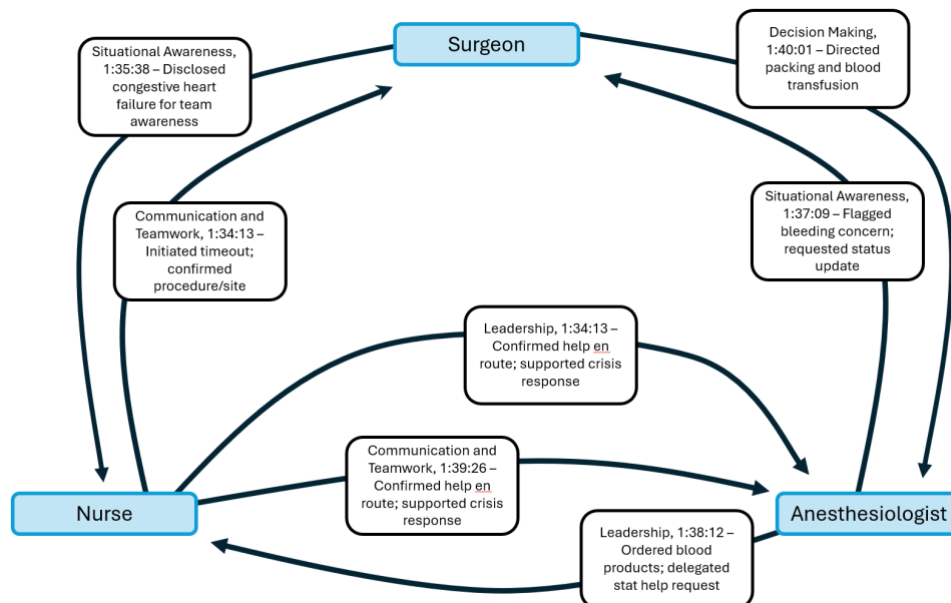 Surgeon
Situational Awareness,
1:35:38 – Disclosed
congestive heart
failure for team
awareness
Decision Making,
1:40:01 – Directed
packing and blood
transfusion
Communication and
Teamwork, 1:34:13 –
Initiated timeout;
confirmed
procedure/site
Situational Awareness,
1:37:09 – Flagged
bleeding concern;
requested status
update
Leadership, 1:34:13 –
Confirmed help en
route; supported crisis
response
Communication and
Teamwork, 1:39:26 –
Confirmed help en
route; supported crisis
response
Nurse
Anesthesiologist
Leadership, 1:38:12 –
Ordered blood
products; delegated
stat help request